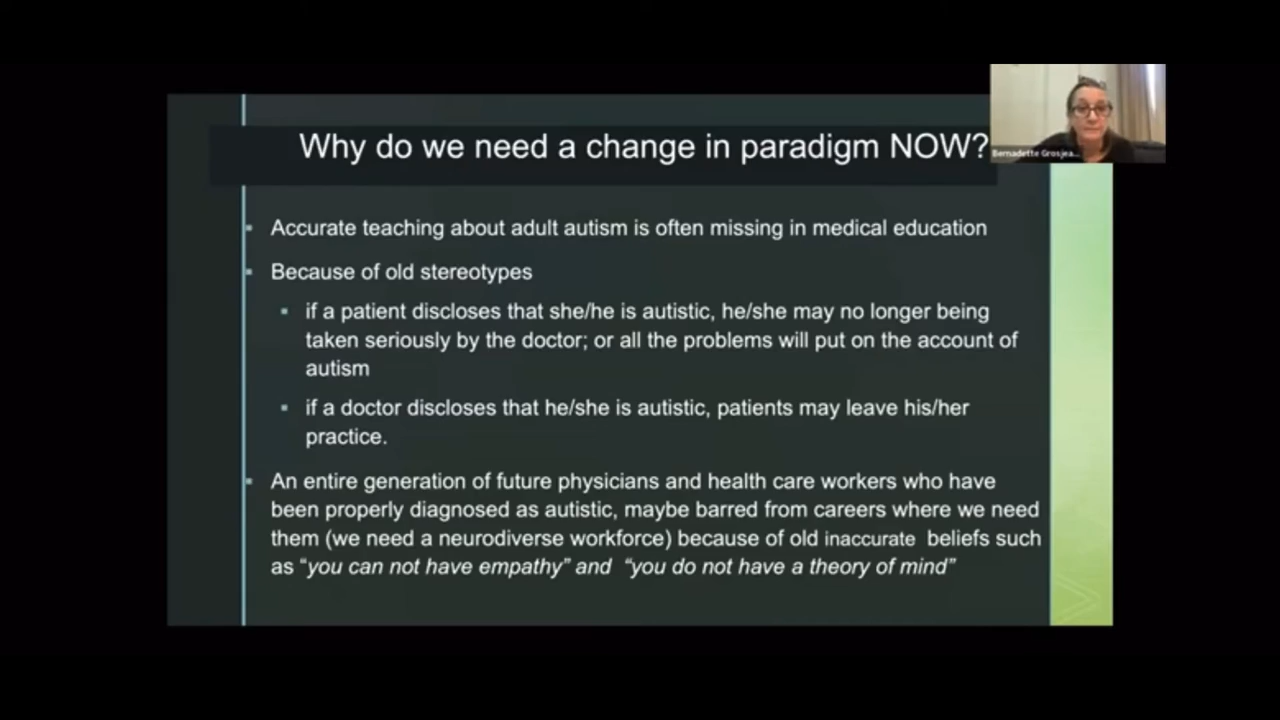 Why do we need a change in paradigm NOW?
Bernadette Grosjea...
Accurate teaching about adult autism is often missing in medical education
Because of old stereotypes
if a patient discloses that she/he is autistic, he/she may no longer being
taken seriously by the doctor; or all the problems will put on the account of
autism
if a doctor discloses that he/she is autistic, patients may leave his/her
practice.
An entire generation of future physicians and health care workers who have
been properly diagnosed as autistic, maybe barred from careers where we need
them (we need a neurodiverse workforce) because of old inaccurate beliefs such
as “you can not have empathy” and “you do not have a theory of mind”